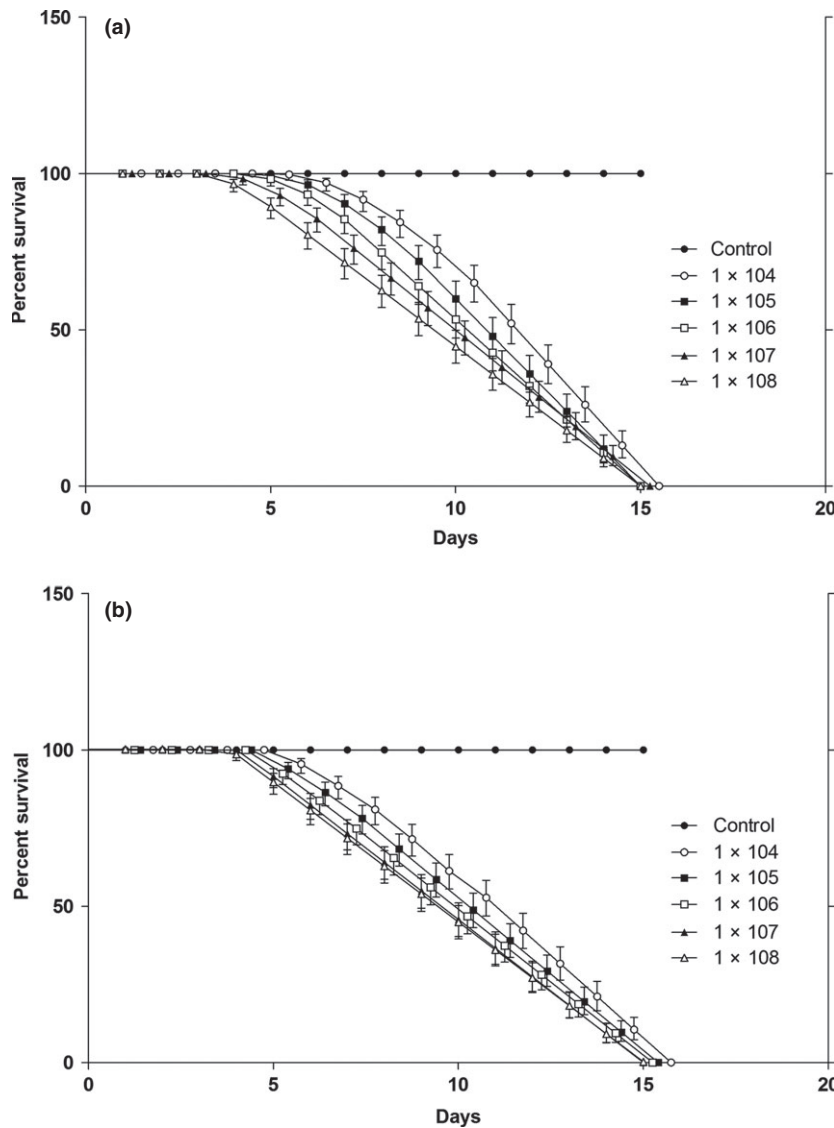 (a)
150
100
50
0
Percent survival
0 5 10 15 20
Days
Control
1 × 104
1 × 105
1 × 106
1 × 107
1 × 108
(b)
150
100
50
0
Percent survival
0 5 10 15 20
Days
Control
1 × 104
1 × 105
1 × 106
1 × 107
1 × 108